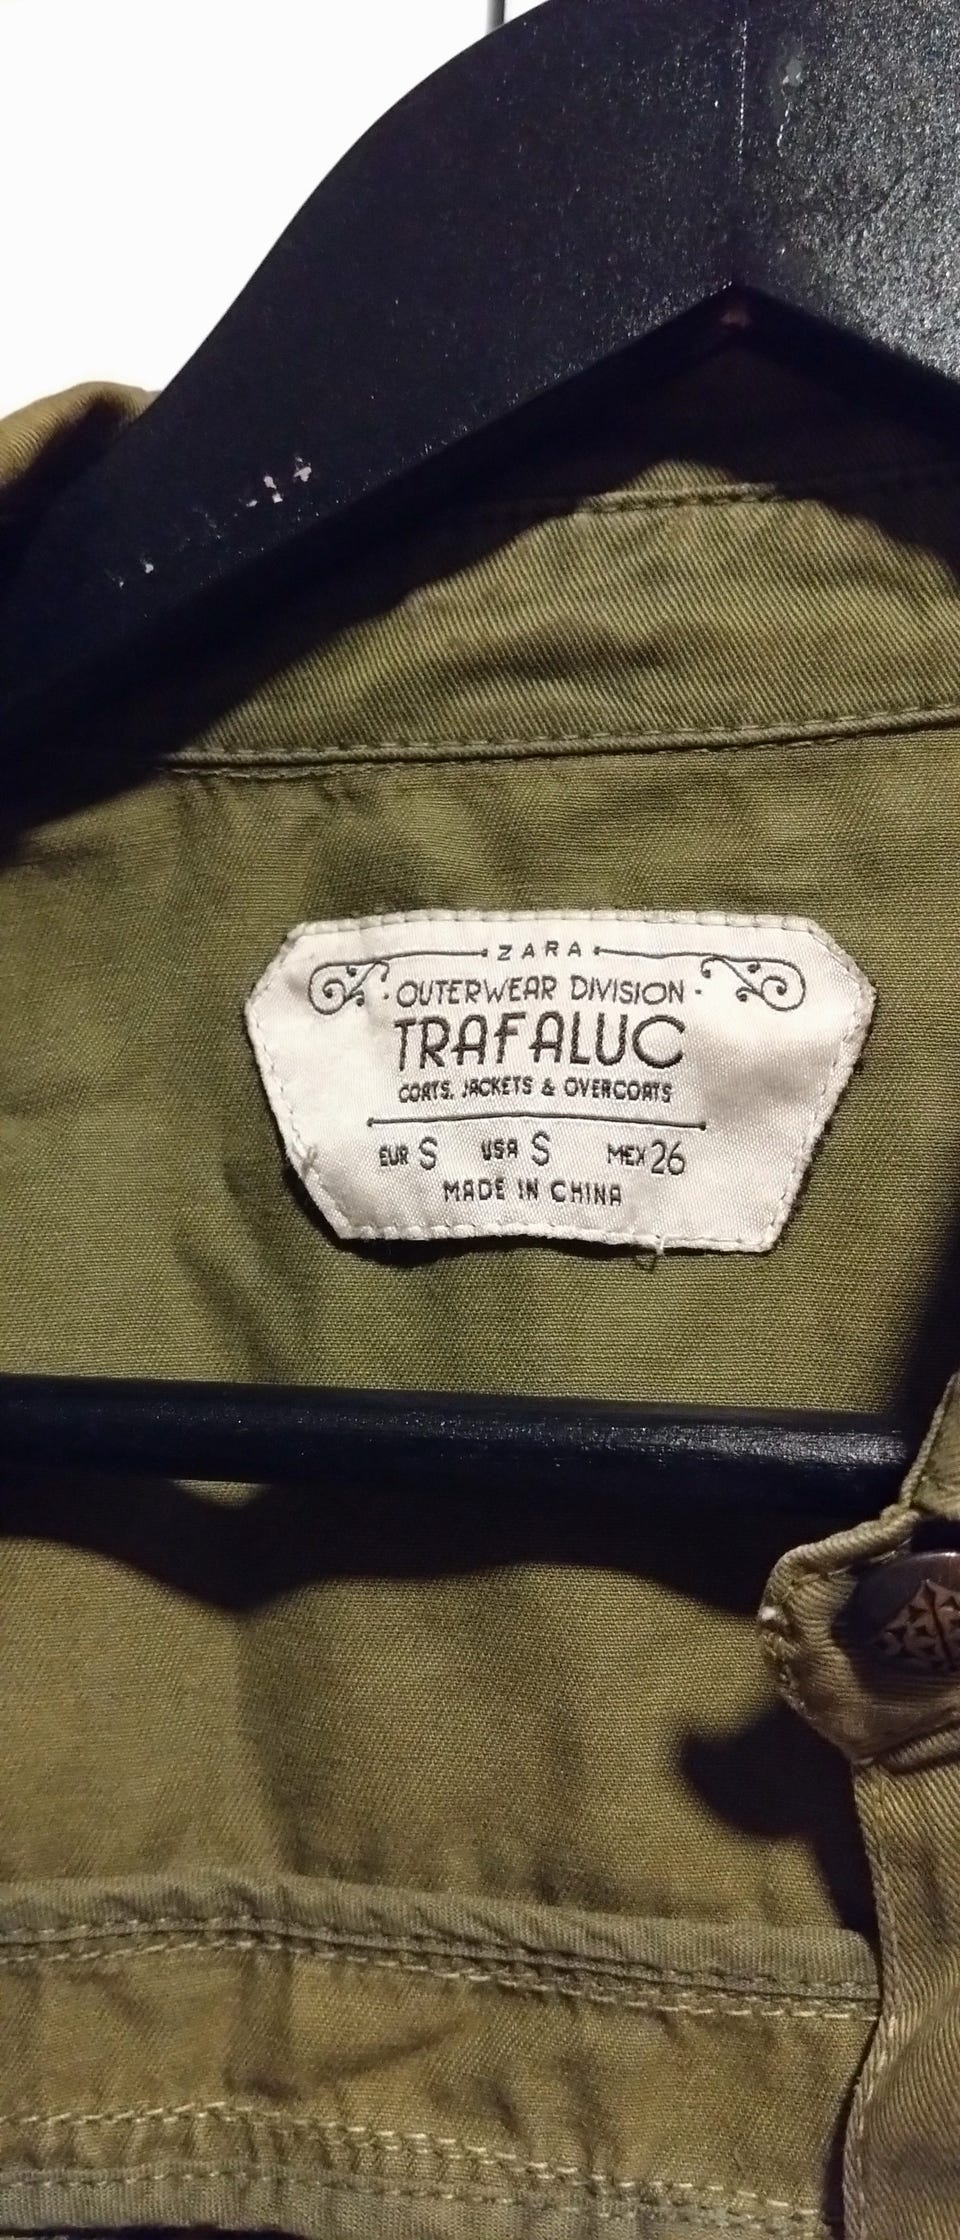 ZARA
· OUTERWEAR DIVISION ·
TRAFALUC
COATS, JACKETS & OVERCOATS
EUR S USA S MEX 26
MADE IN CHINA